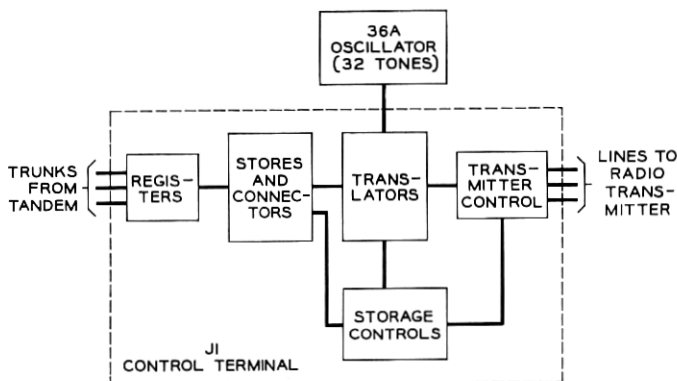 36A
OSCILLATOR
(32 TONES)
TRUNKS
FROM
TANDEM
REGIS-
TERS
STORES
AND
CONNEC-
TORS
TRANS-
LATORS
TRANS-
MITTER
CONTROL
LINES TO
RADIO
TRANS-
MITTER
STORAGE
CONTROLS
J1
CONTROL TERMINAL